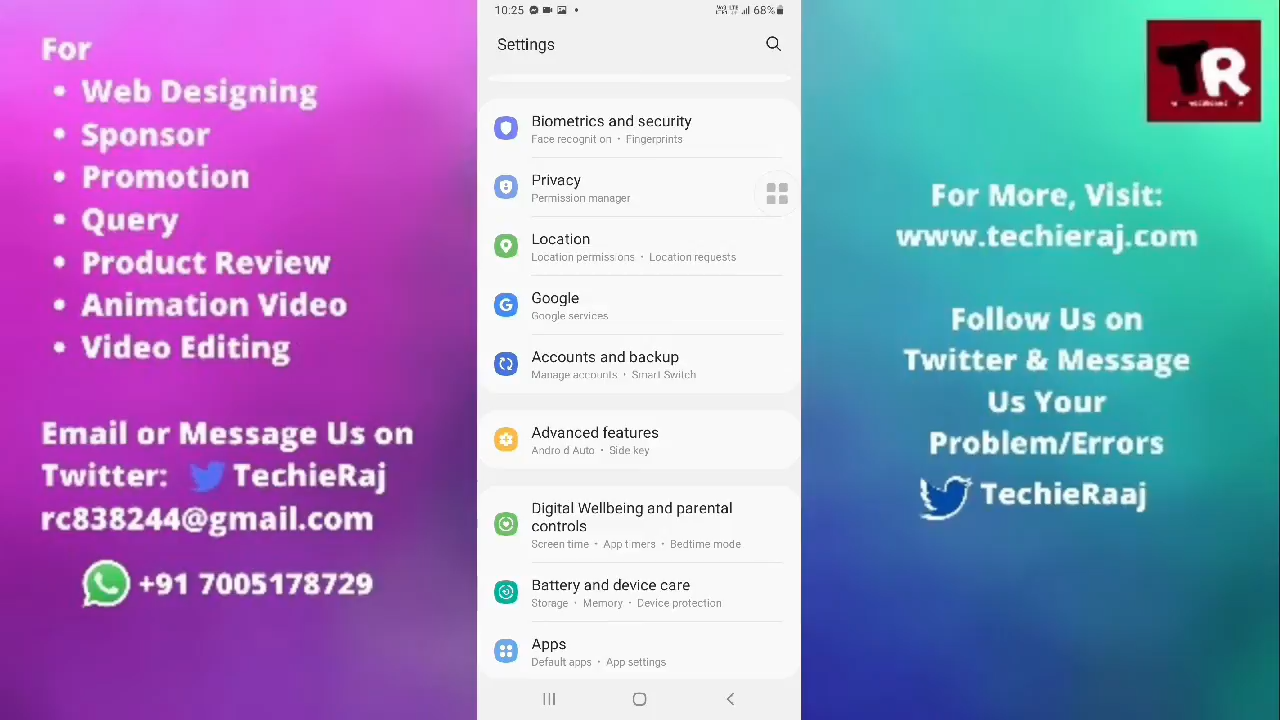 For
• Web Designing
• Sponsor
• Promotion
• Query
• Product Review
• Animation Video
• Video Editing
Email or Message Us on
Twitter: TechieRaj
rc838244@gmail.com
+91 7005178729
10:25
68%
Settings
Biometrics and security
Face recognition • Fingerprints
Privacy
Permission manager
Location
Location permissions • Location requests
Google
Google services
Accounts and backup
Manage accounts • Smart Switch
Advanced features
Android Auto • Side key
Digital Wellbeing and parental
controls
Screen time • App timers • Bedtime mode
Battery and device care
Storage • Memory • Device protection
Apps
Default apps • App settings
TR
For More, Visit:
www.techieraj.com
Follow Us on
Twitter & Message
Us Your
Problem/Errors
TechieRaaj